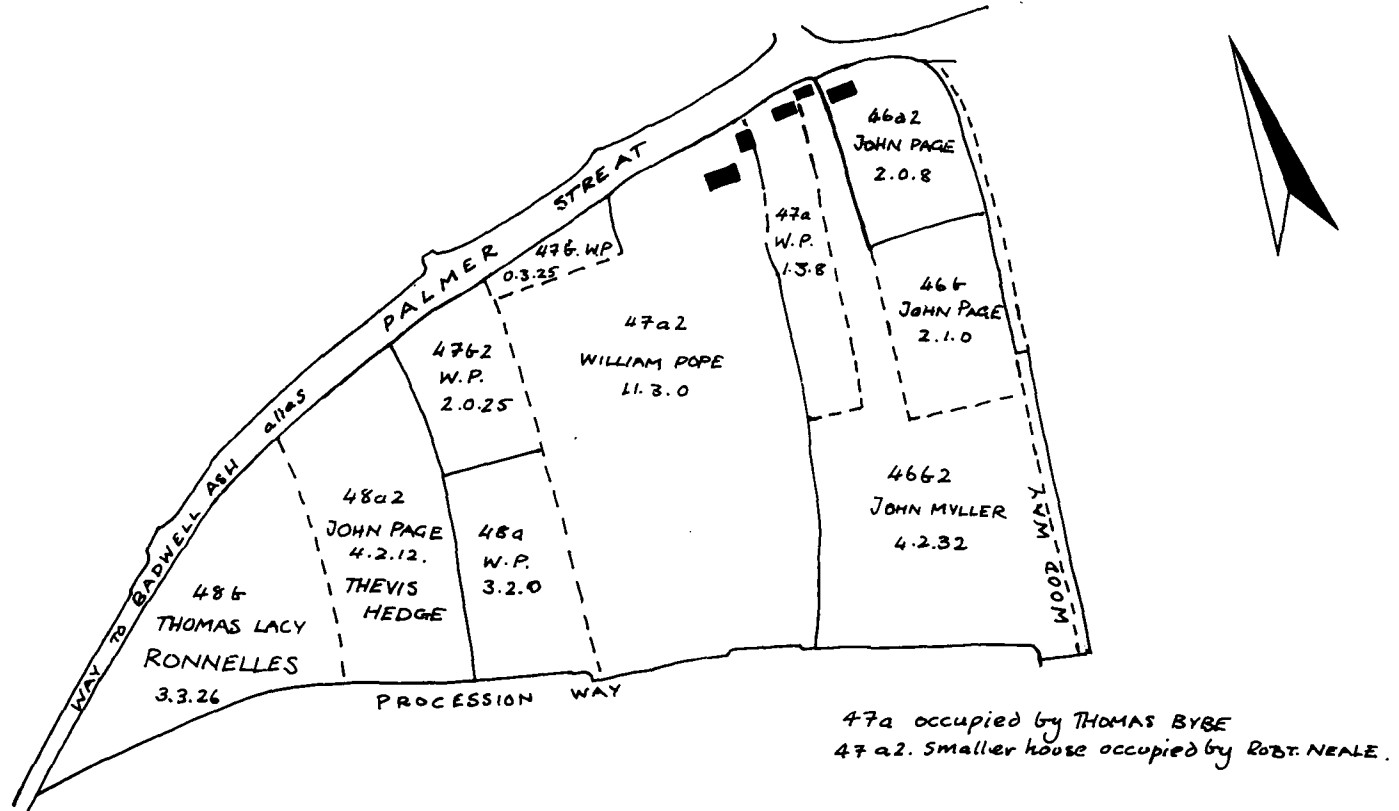 WAY TO BADWELL ASH alias PALMER STREAT
46a2
JOHN PAGE
2.0.8
47a
W.P.
1.3.8
47b. W.P
0.3.25
46b
JOHN PAGE
2.1.0
47a2
WILLIAM POPE
11.3.0
47b2
W.P.
2.0.25
46b2
JOHN MYLLER
4.2.32
LYM WAY
ROOM
48a2
JOHN PAGE
4.2.12.
THEVIS
HEDGE
48a
W.P.
3.2.0
48b
THOMAS LACY
RONNELLES
3.3.26
PROCESSION WAY
47a occupied by THOMAS BYBE
47a2. Smaller house occupied by ROBT. NEALE.